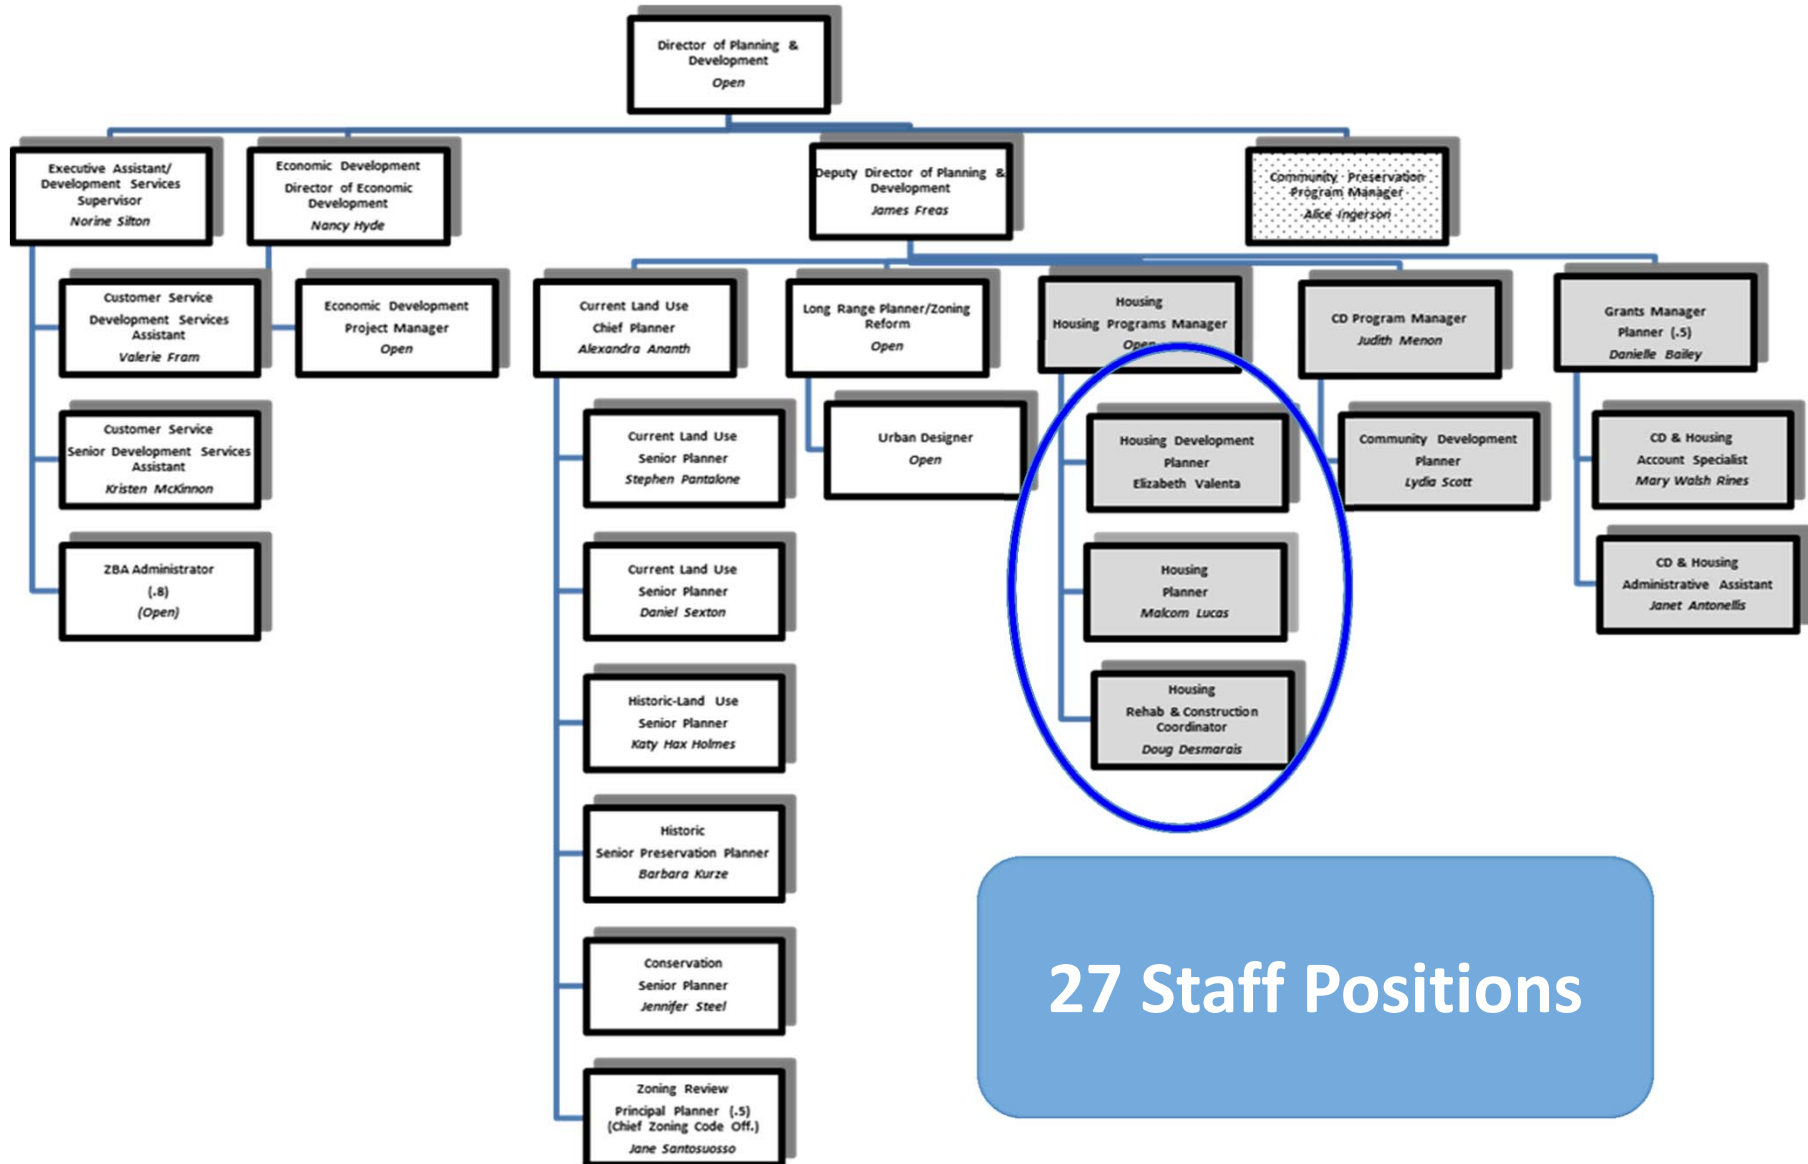 Director of Planning &
Development
Open
Executive Assistant/
Development Services
Supervisor
Norine Silton
Economic Development
Director of Economic
Development
Nancy Hyde
Deputy Director of Planning &
Development
James Freas
Community Preservation
Program Manager
Alice Ingerson
Customer Service
Development Services
Assistant
Valerie Fram
Economic Development
Project Manager
Open
Current Land Use
Chief Planner
Alexandra Ananth
Long Range Planner/Zoning
Reform
Open
Housing
Housing Programs Manager
Open
CD Program Manager
Judith Menon
Grants Manager
Planner (.5)
Danielle Bailey
Customer Service
Senior Development Services
Assistant
Kristen McKinnon
Current Land Use
Senior Planner
Stephen Pantalone
Urban Designer
Open
Housing Development
Planner
Elizabeth Valenta
Community Development
Planner
Lydia Scott
CD & Housing
Account Specialist
Mary Walsh Rines
ZBA Administrator
(.8)
(Open)
Current Land Use
Senior Planner
Daniel Sexton
Housing
Planner
Malcom Lucas
CD & Housing
Administrative Assistant
Janet Antonellis
Historic-Land Use
Senior Planner
Katy Hax Holmes
Housing
Rehab & Construction
Coordinator
Doug Desmarais
Historic
Senior Preservation Planner
Barbara Kurze
Conservation
Senior Planner
Jennifer Steel
Zoning Review
Principal Planner (.5)
(Chief Zoning Code Off.)
Jane Santosuosso
27 Staff Positions